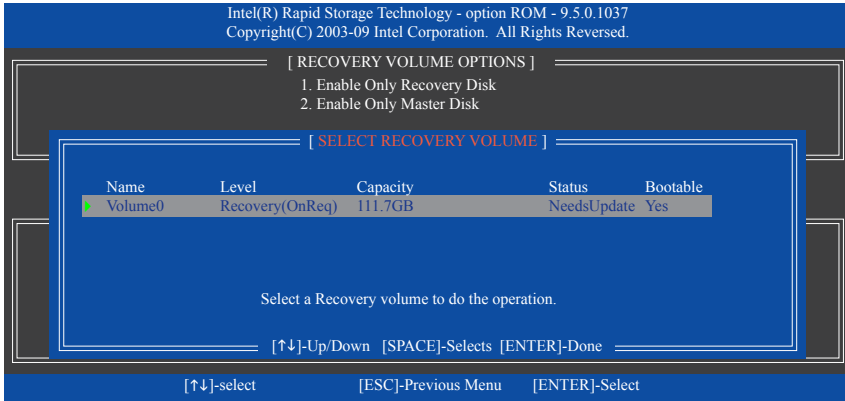 Intel(R) Rapid Storage Technology - option ROM - 9.5.0.1037
Copyright(C) 2003-09 Intel Corporation. All Rights Reversed.
[ RECOVERY VOLUME OPTIONS ]
1. Enable Only Recovery Disk
2. Enable Only Master Disk
[ SELECT RECOVERY VOLUME ]
Name Level Capacity Status Bootable
Volume0 Recovery(OnReq) 111.7GB NeedsUpdate Yes
Select a Recovery volume to do the operation.
[↑↓]-Up/Down [SPACE]-Selects [ENTER]-Done
[↑↓]-select [ESC]-Previous Menu [ENTER]-Select